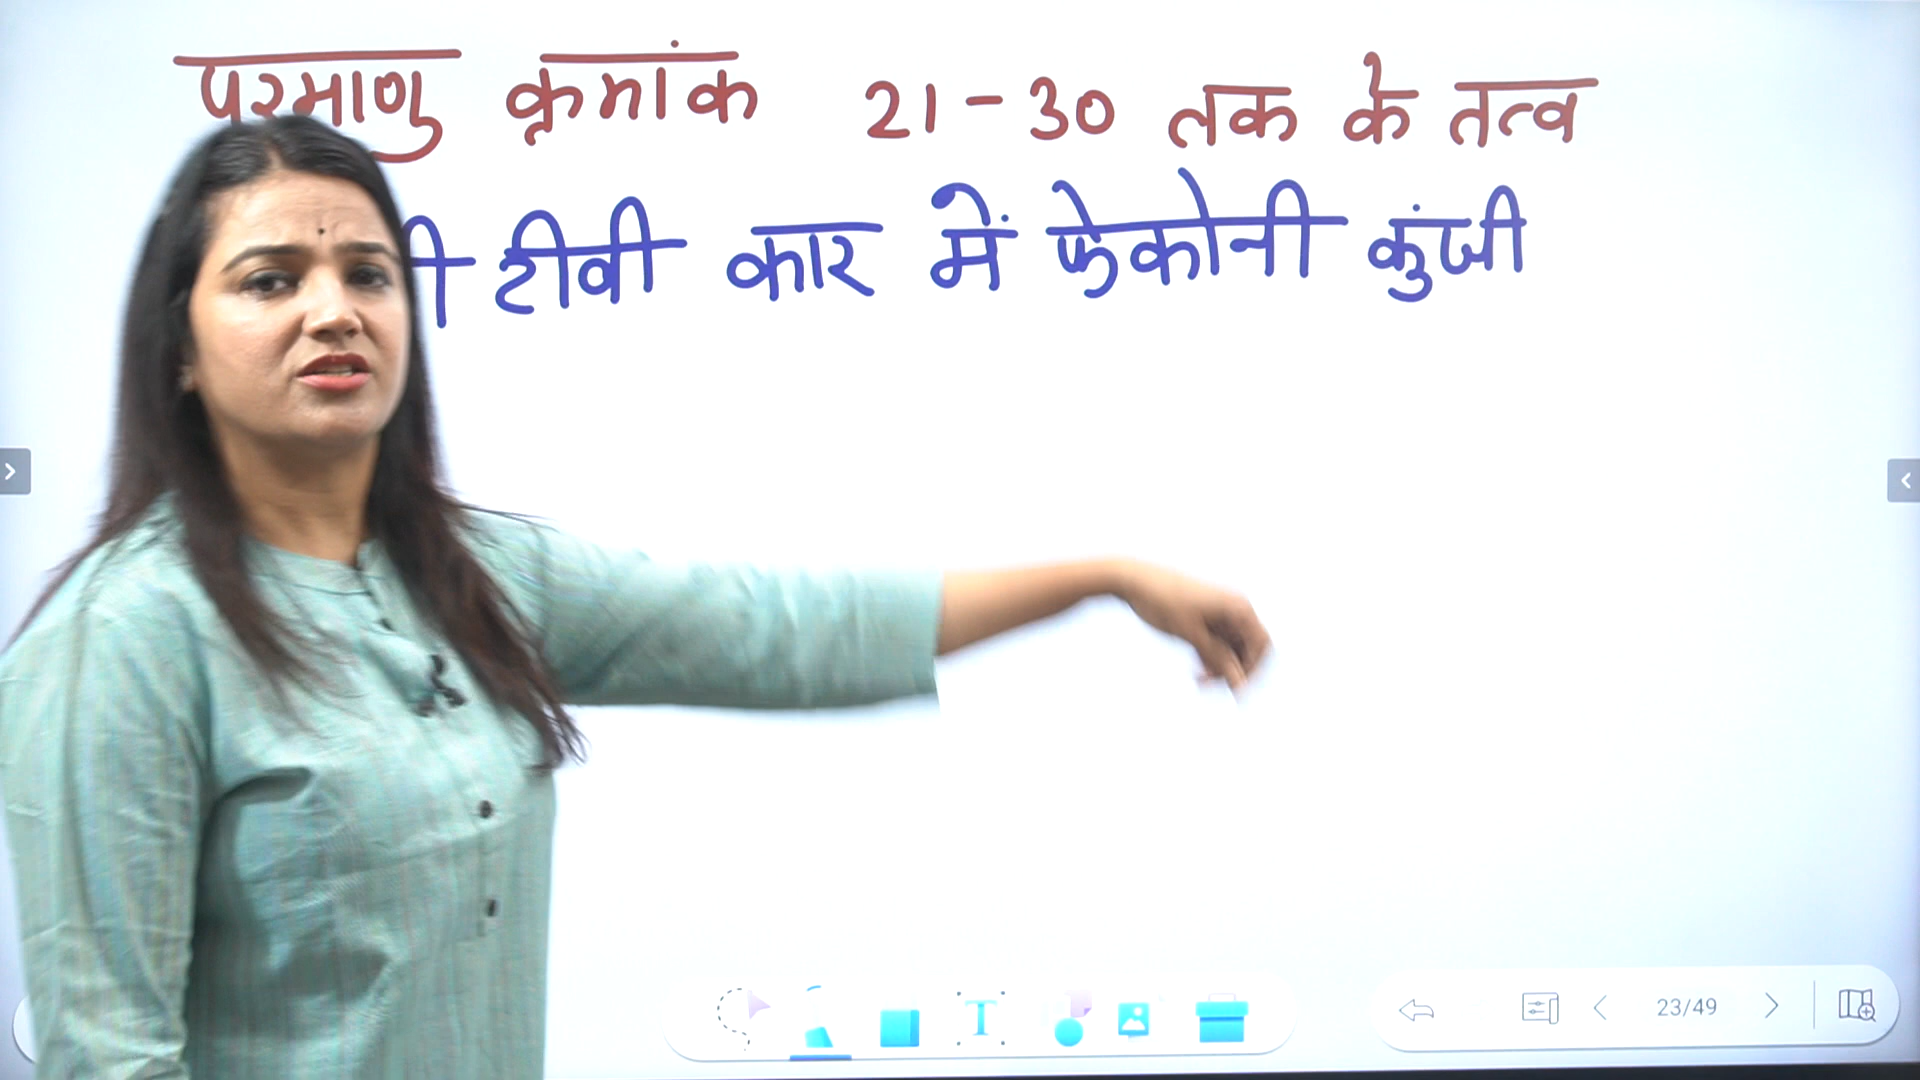 परमाणु क्रमांक 21-30 तक के तत्व
टीवी कार में फेकोनी कुंजी
23/49